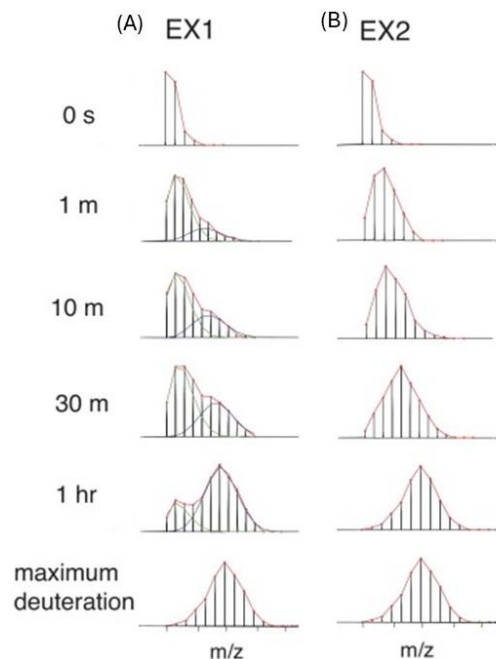 (A) EX1 (B) EX2
0 s
1 m
10 m
30 m
1 hr
maximum
deuteration
m/z m/z